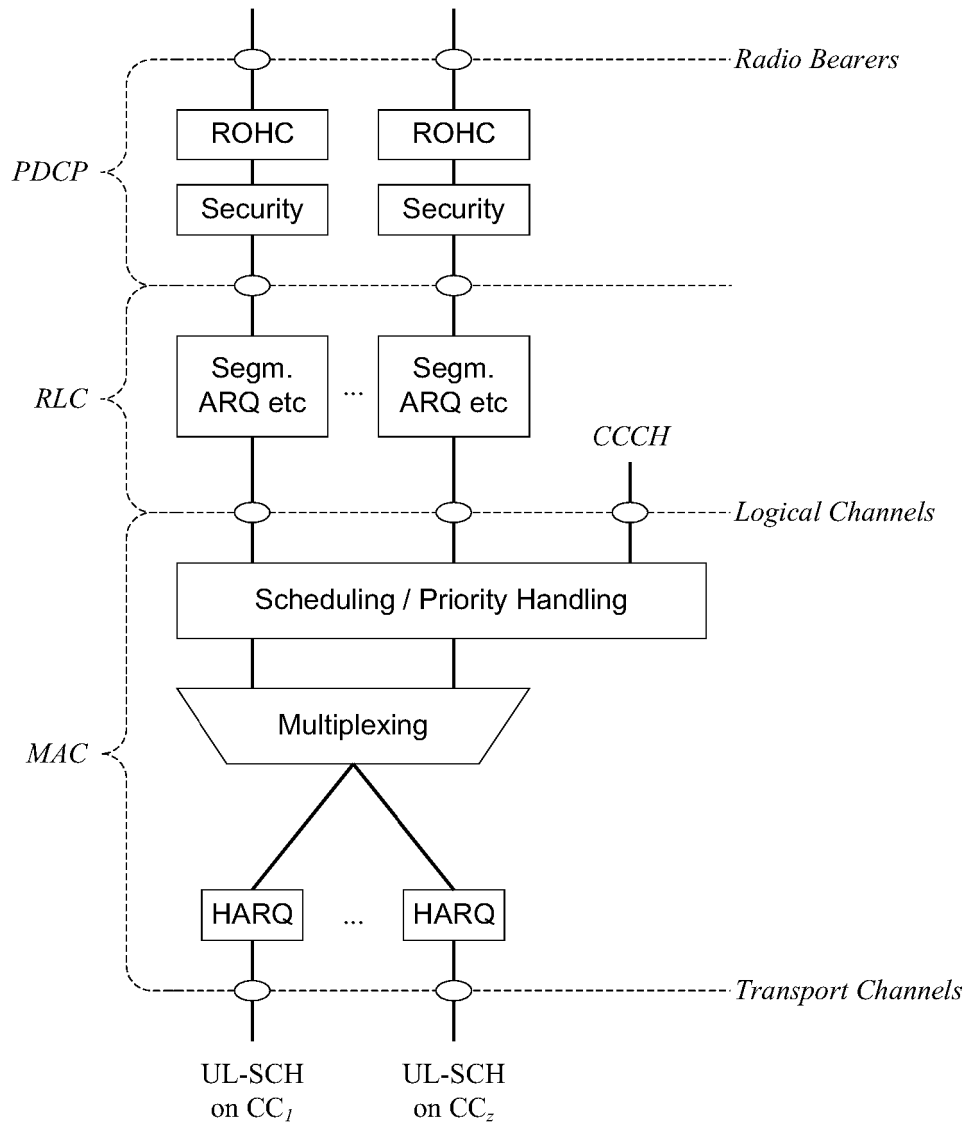 Radio Bearers
ROHC
ROHC
PDCP
Security
Security
Segm.
ARQ etc
...
Segm.
ARQ etc
RLC
CCCH
Logical Channels
Scheduling / Priority Handling
Multiplexing
MAC
HARQ
...
HARQ
Transport Channels
UL-SCH
on CC1
UL-SCH
on CCz